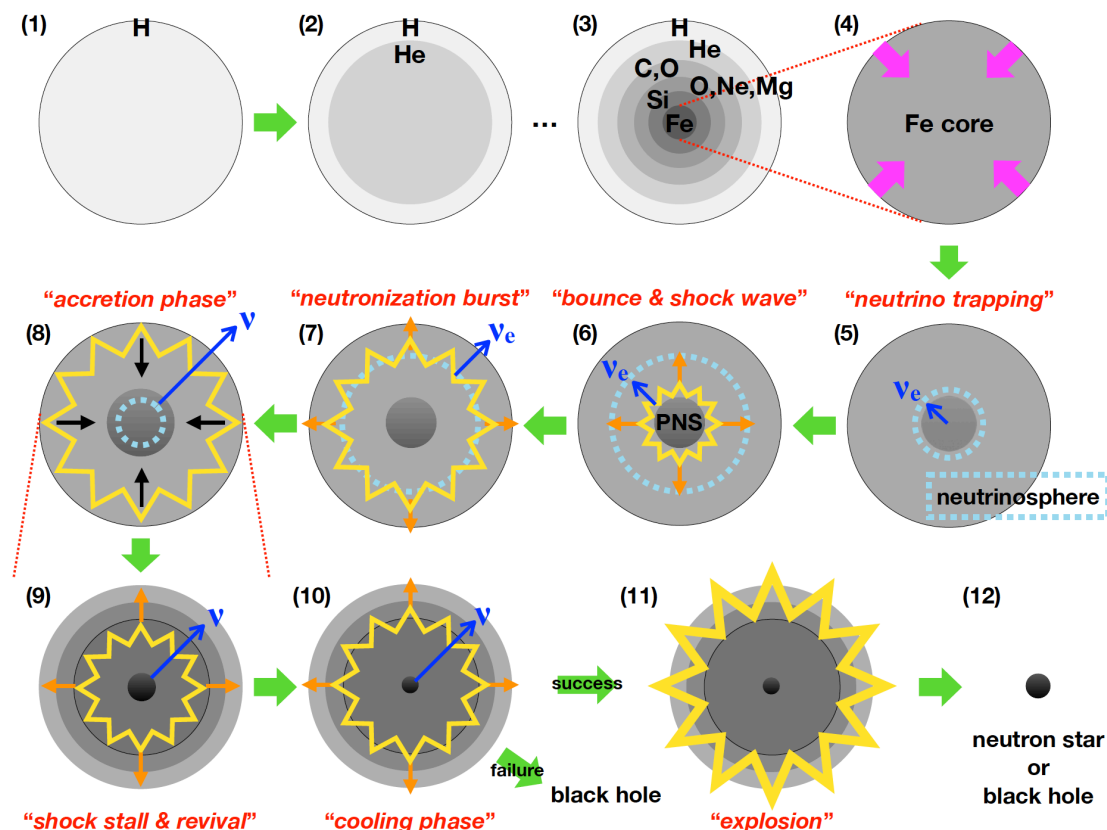 (1)
H
(2)
H
He
...
(3)
H
He
C,O
O,Ne,Mg
Si
Fe
(4)
Fe core
“accretion phase”
“neutronization burst”
“bounce & shock wave”
“neutrino trapping”
(8)
ν
(7)
νe
(6)
νe
PNS
(5)
νe
neutrinosphere
(9)
ν
(10)
ν
success
failure
black hole
(11)
(12)
neutron star
or
black hole
“shock stall & revival”
“cooling phase”
“explosion”